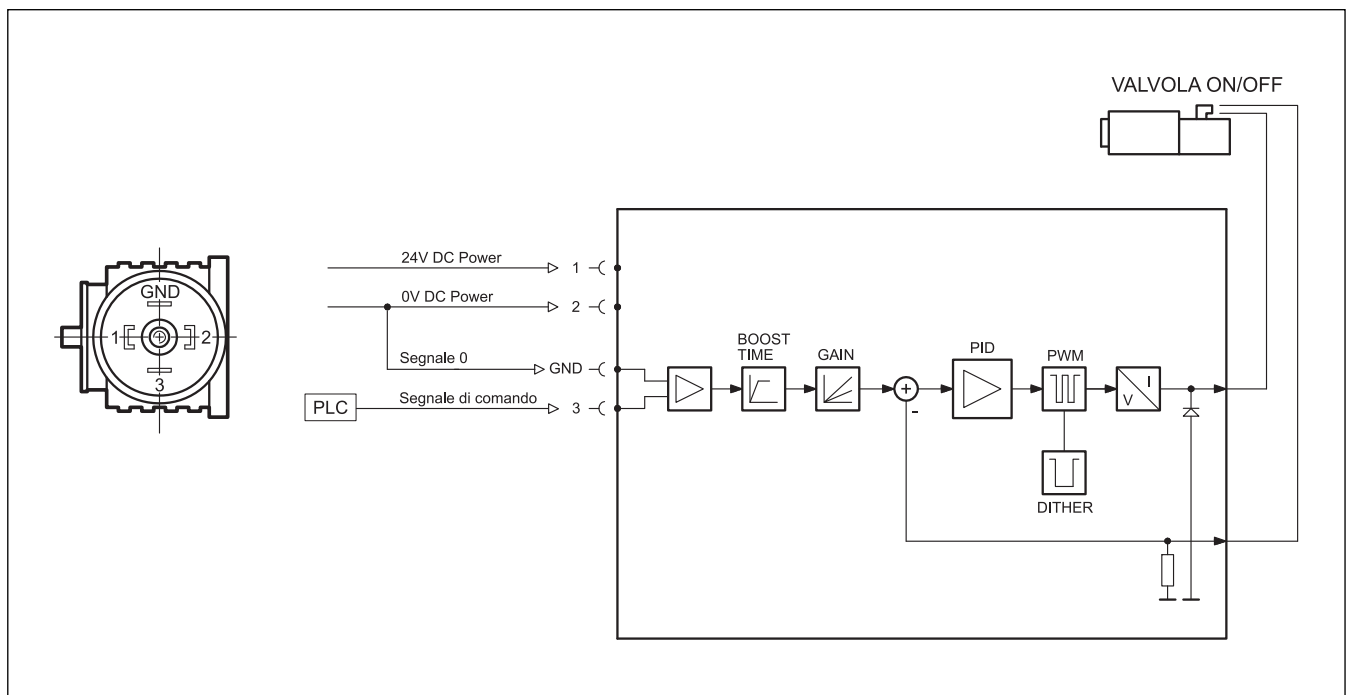 VALVOLA ON/OFF
GND
1
2
3
24V DC Power
1
0V DC Power
2
Segnale 0
GND
PLC
Segnale di comando
3
BOOST
TIME
GAIN
+
-
PID
PWM
I
V
DITHER